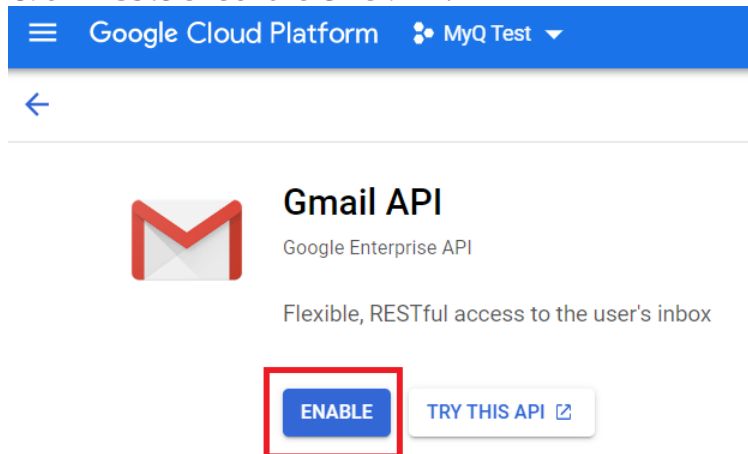 Google Cloud Platform MyQ Test
Gmail API
Google Enterprise API
Flexible, RESTful access to the user's inbox
ENABLE TRY THIS API